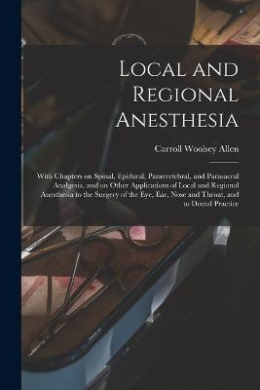 Local and
Regional
Anesthesia
Carroll Woolsey Allen
With Chapters on Spinal, Epidural, Paravertebral, and Parasacral
Analgesia, and on Other Applications of Local and Regional
Anesthesia to the Surgery of the Eye, Ear, Nose and Throat, and
to Dental Practice